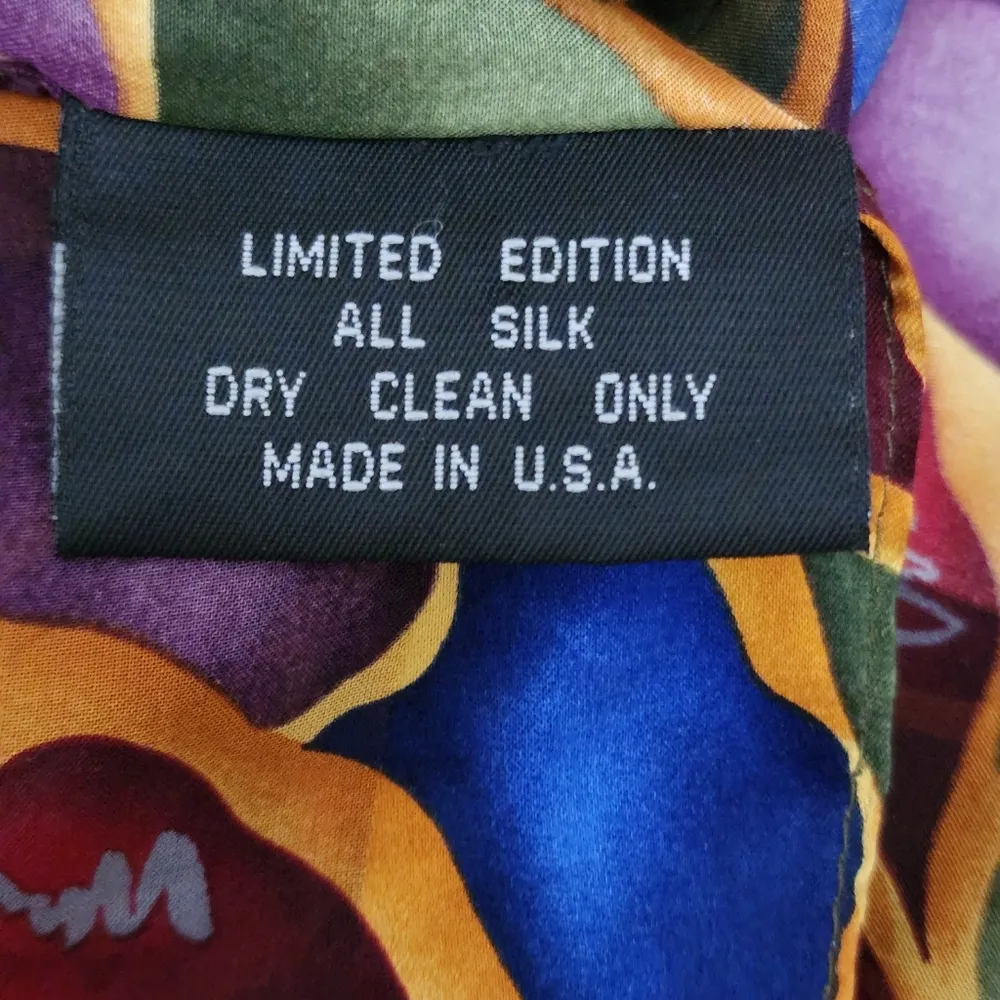 LIMITED EDITION
ALL SILK
DRY CLEAN ONLY
MADE IN U.S.A.